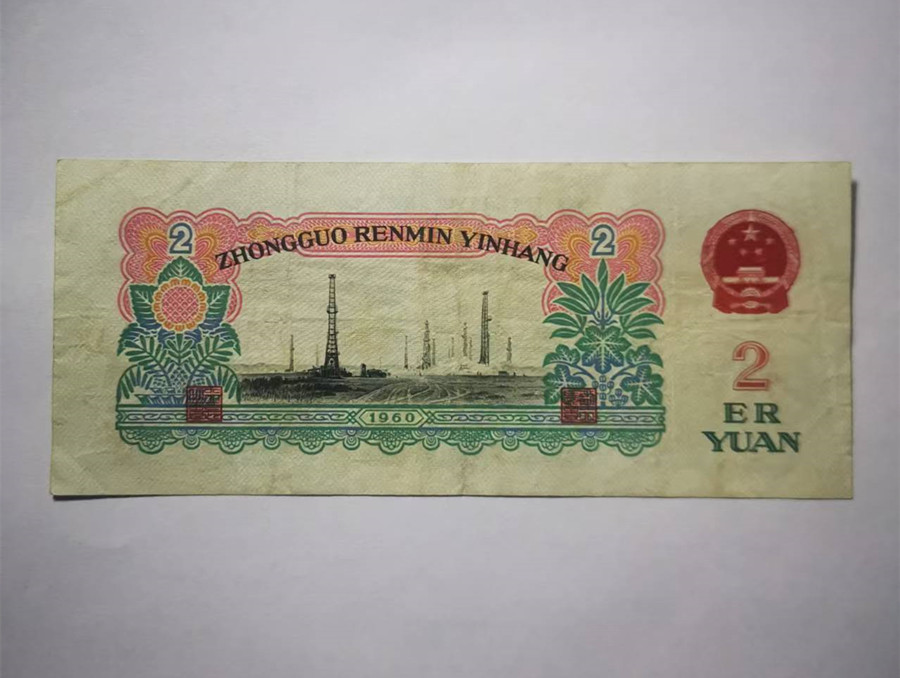 2
ZHONGGUO RENMIN YINHANG
2
1960
2
ER
YUAN